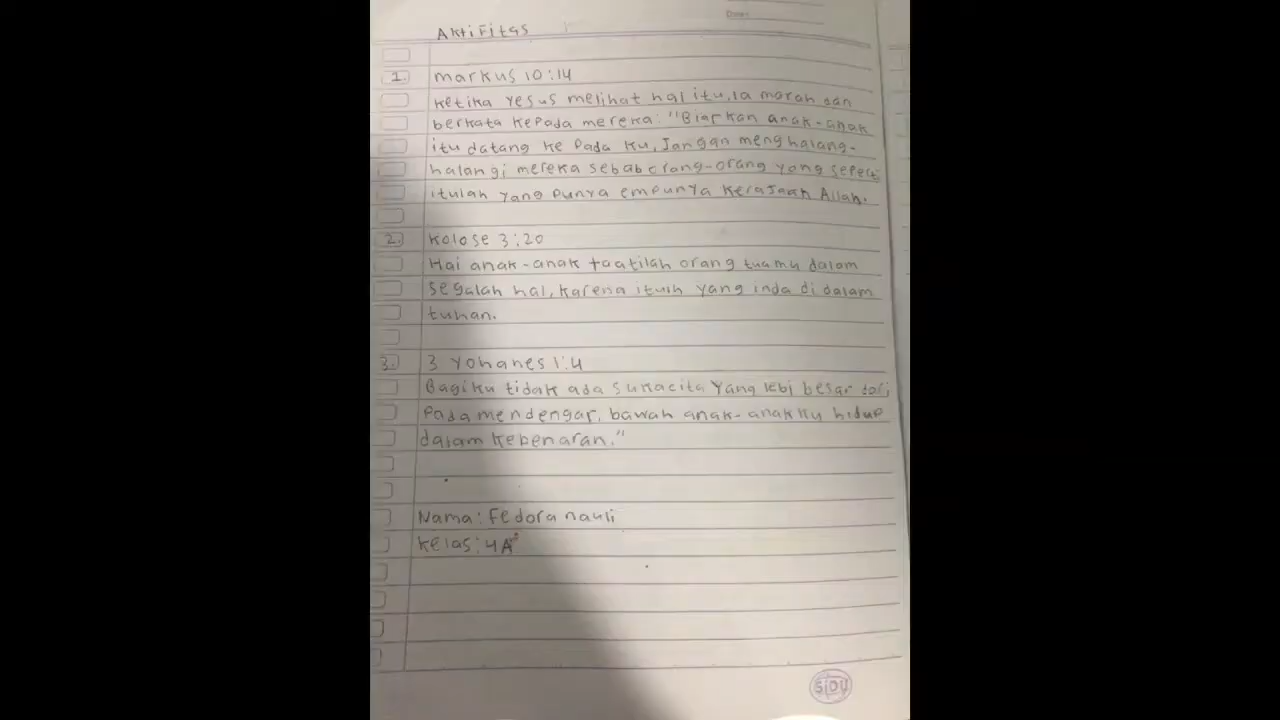 Date:
Aktifitas
1. markus 10:14
ketika Yesus melihat hal itu, Ia marah dan
berkata kepada mereka: "Biarkan anak-anak
itu datang ke pada ku, Jangan menghalang-
halangi mereka sebab orang-orang yang seperti
itulah yang punya empunya kerajaan Allah.
2. kolose 3:20
Hai anak-anak taatilah orang tuamu dalam
segalah hal, karena ituih yang inda di dalam
tuhan.
3. 3 Yohanes 1:4
Bagiku tidak ada sukacita yang lebi besar dari
pada mendengar, bawah anak-anakku hidup
dalam kebenaran."
Nama: Fedora nauli
kelas: 4A
SiDU